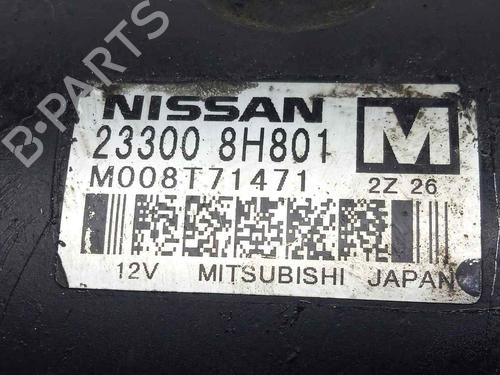 NISSAN
23300 8H801
M
M008T71471
2Z 26
12V MITSUBISHI JAPAN
B-PARTS